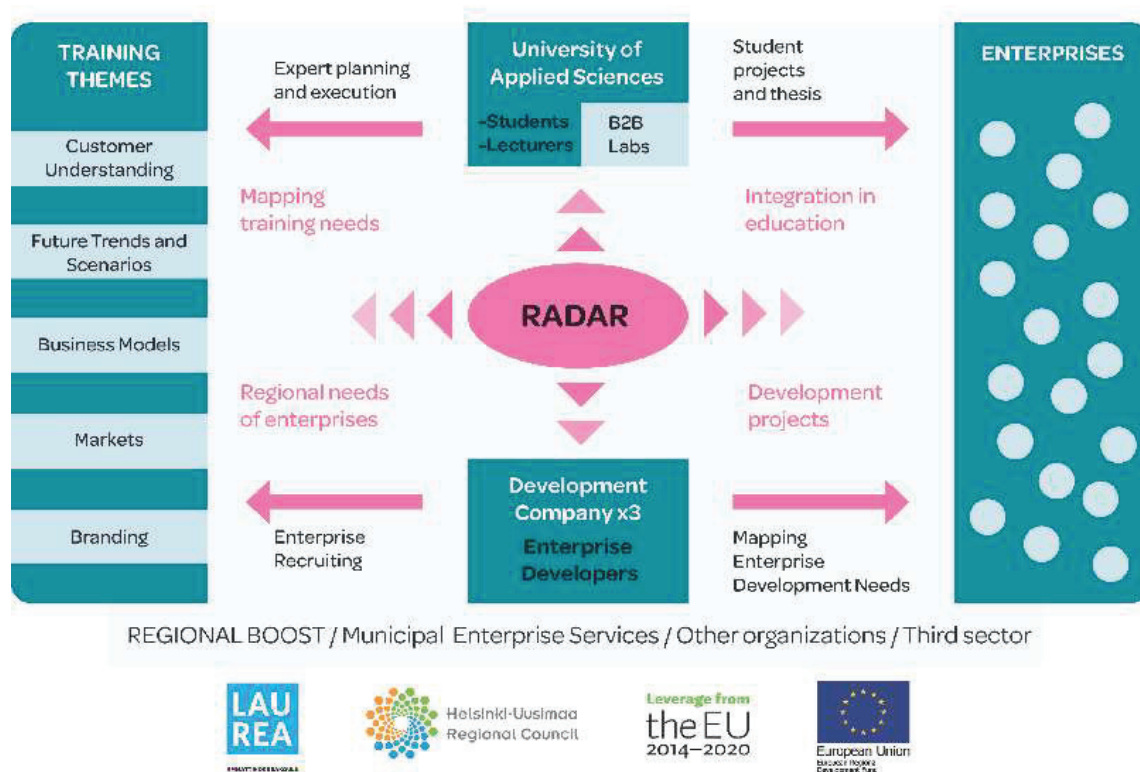 TRAINING
THEMES
Customer
Understanding
Future Trends and
Scenarios
Business Models
Markets
Branding
Expert planning
and execution
Mapping
training needs
Regional needs
of enterprises
Enterprise
Recruiting
University of
Applied Sciences
-Students
-Lecturers
B2B
Labs
RADAR
Development
Company x3
Enterprise
Developers
Student
projects
and thesis
Integration in
education
Development
projects
Mapping
Enterprise
Development Needs
ENTERPRISES
REGIONAL BOOST / Municipal Enterprise Services / Other organizations / Third sector
LAU
REA
Helsinki-Uusimaa
Regional Council
Leverage from
the EU
2014–2020
European Union
European Regional
Development Fund